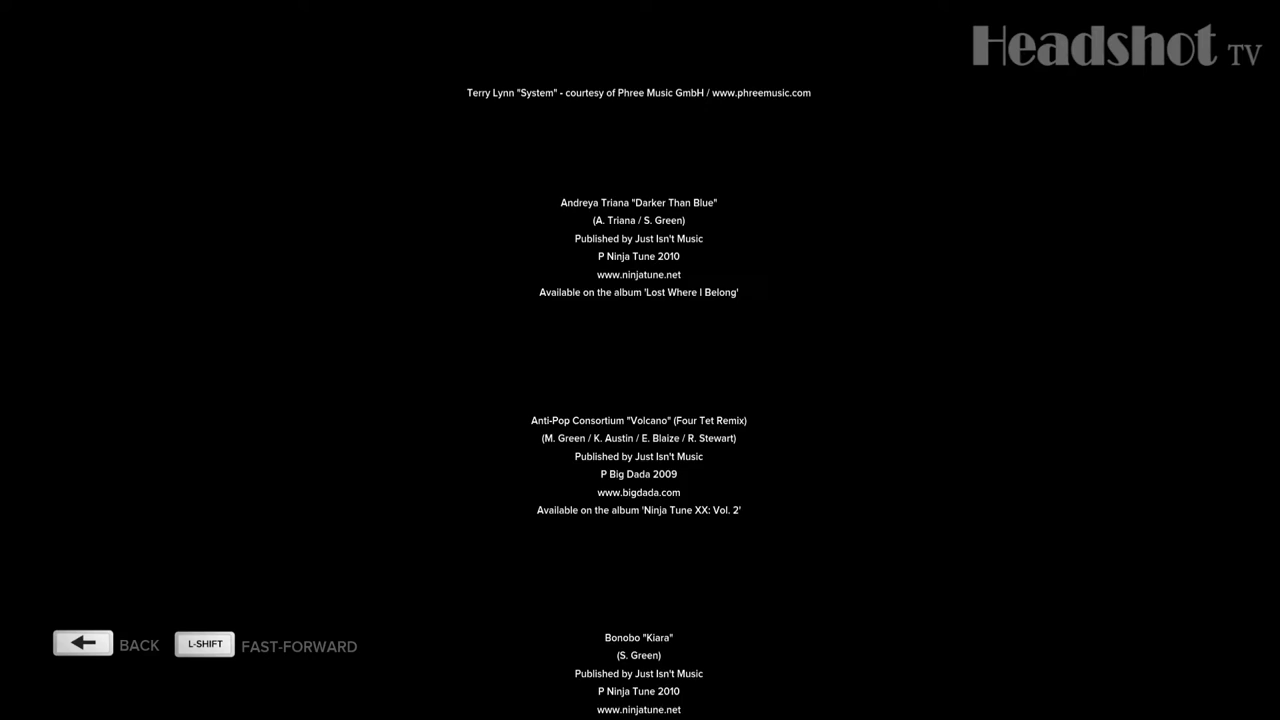 Headshot TV
Terry Lynn "System" - courtesy of Phree Music GmbH / www.phreemusic.com
Andreya Triana "Darker Than Blue"
(A. Triana / S. Green)
Published by Just Isn't Music
P Ninja Tune 2010
www.ninjatune.net
Available on the album 'Lost Where I Belong'
Anti-Pop Consortium "Volcano" (Four Tet Remix)
(M. Green / K. Austin / E. Blaize / R. Stewart)
Published by Just Isn't Music
P Big Dada 2009
www.bigdada.com
Available on the album 'Ninja Tune XX: Vol. 2'
Bonobo "Kiara"
(S. Green)
Published by Just Isn't Music
P Ninja Tune 2010
www.ninjatune.net
BACK L-SHIFT FAST-FORWARD